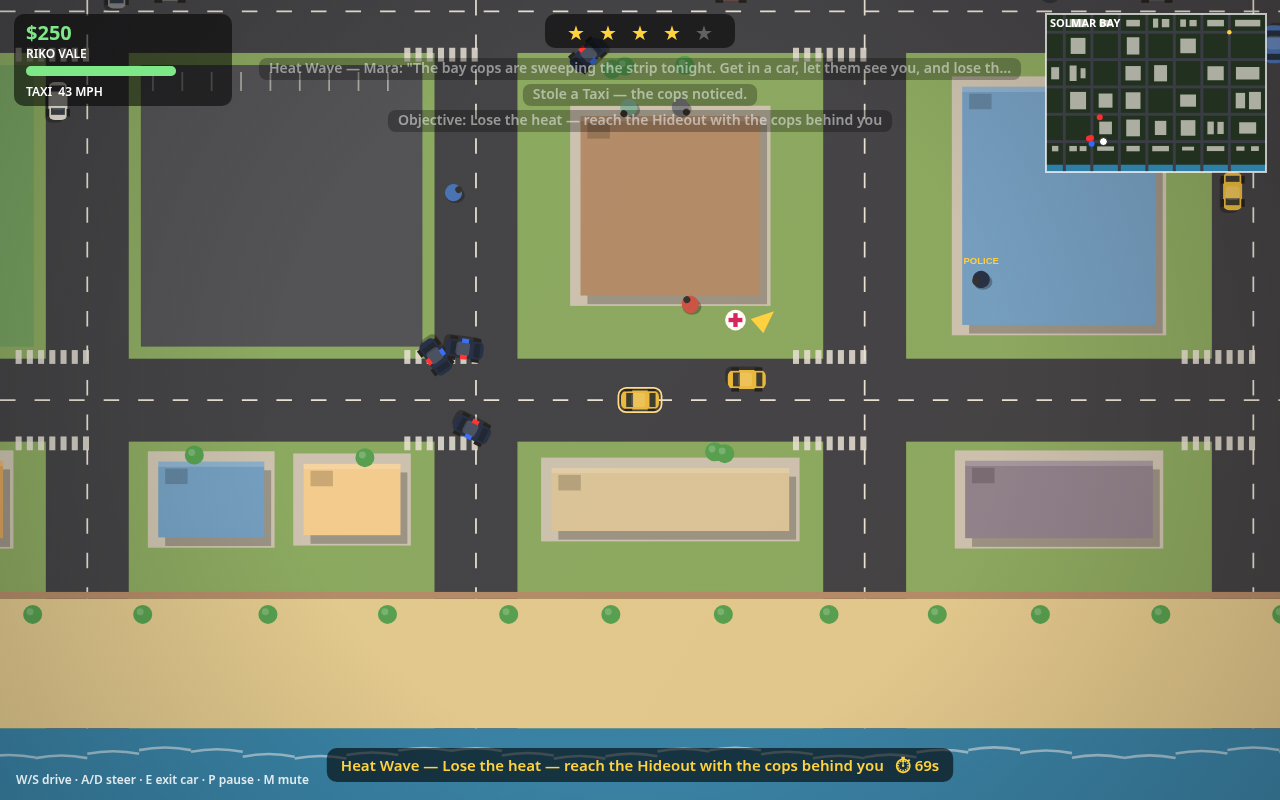 $250
RIKO VALE
TAXI 43 MPH
Heat Wave — Mara: "The bay cops are sweeping the strip tonight. Get in a car, let them see you, and lose th…
Stole a Taxi — the cops noticed.
Objective: Lose the heat — reach the Hideout with the cops behind you
SOLMAR BAY
POLICE
Heat Wave — Lose the heat — reach the Hideout with the cops behind you ⏱ 69s
W/S drive · A/D steer · E exit car · P pause · M mute